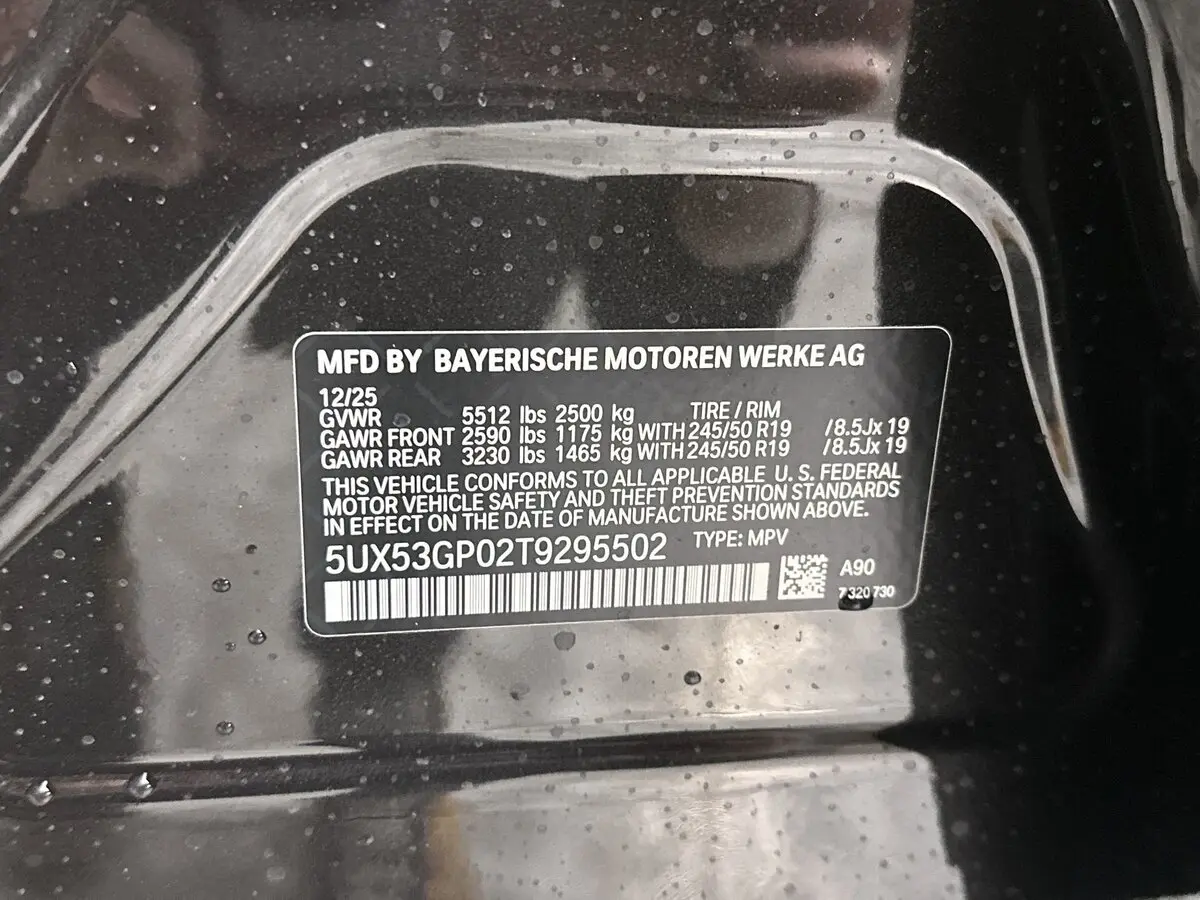 MFD BY BAYERISCHE MOTOREN WERKE AG
12/25
GVWR 5512 lbs 2500 kg TIRE / RIM
GAWR FRONT 2590 lbs 1175 kg WITH 245/50 R19 /8.5Jx 19
GAWR REAR 3230 lbs 1465 kg WITH 245/50 R19 /8.5Jx 19
THIS VEHICLE CONFORMS TO ALL APPLICABLE U. S. FEDERAL
MOTOR VEHICLE SAFETY AND THEFT PREVENTION STANDARDS
IN EFFECT ON THE DATE OF MANUFACTURE SHOWN ABOVE.
5UX53GP02T9295502 TYPE: MPV
A90
7 320 730